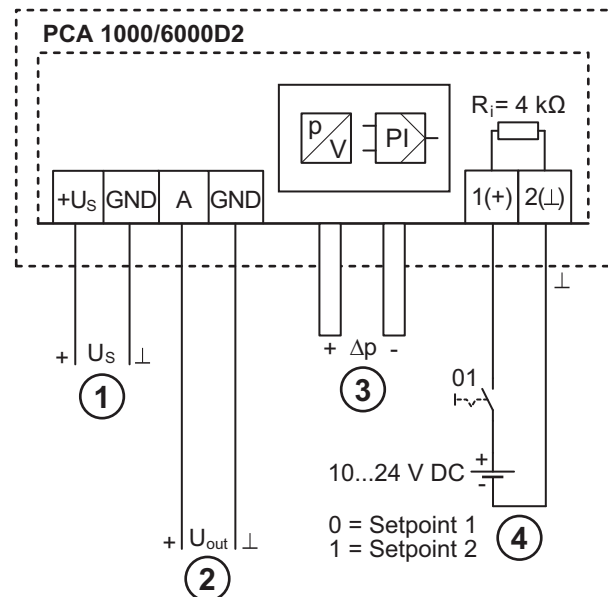 PCA 1000/6000D2
Ri = 4 kΩ
p
V
PI
+US GND A GND
1(+) 2(⊥)
⊥
+ US ⊥
1
+ Δp -
3
01
10...24 V DC
+
-
0 = Setpoint 1
1 = Setpoint 2
4
+ Uout ⊥
2